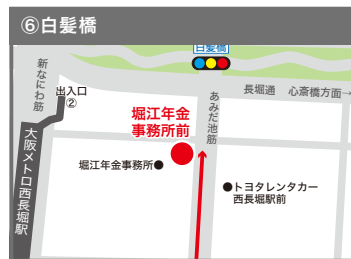 ⑥白髪橋
白髪橋
新なにわ筋
出入口
②
長堀通 心斎橋方面→
あみだ池筋
堀江年金
事務所前
大阪メトロ西長堀駅
堀江年金事務所●
●トヨタレンタカー
西長堀駅前